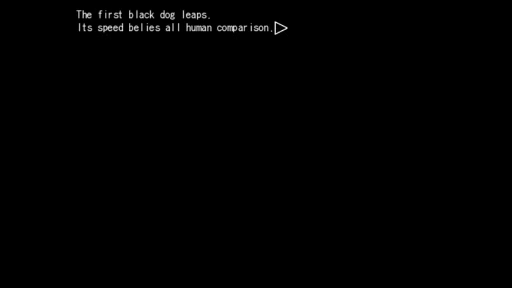 The first black dog leaps.
Its speed belies all human comparison.